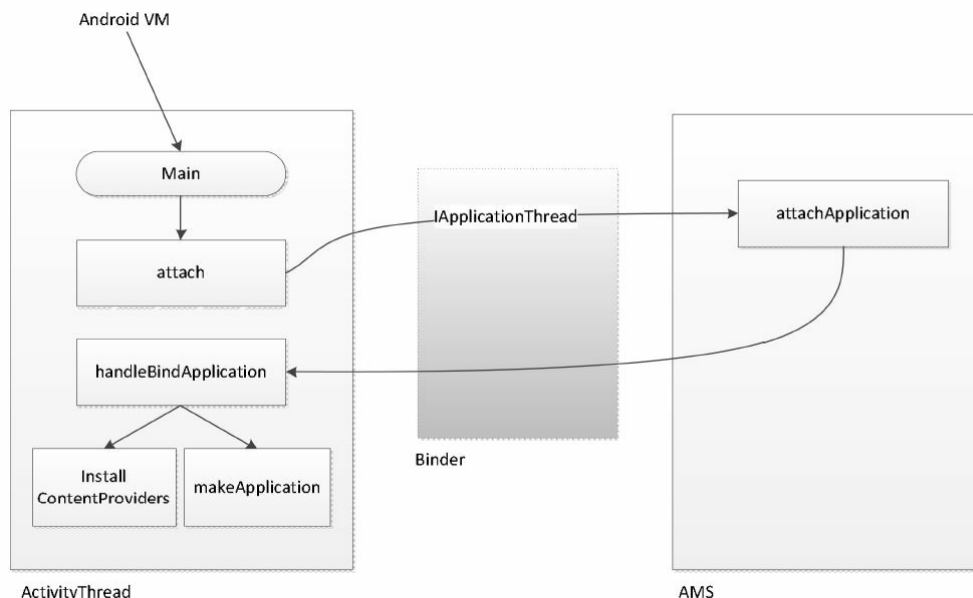 Android VM
Main
attach
IApplicationThread
attachApplication
handleBindApplication
Install
ContentProviders
makeApplication
Binder
ActivityThread
AMS